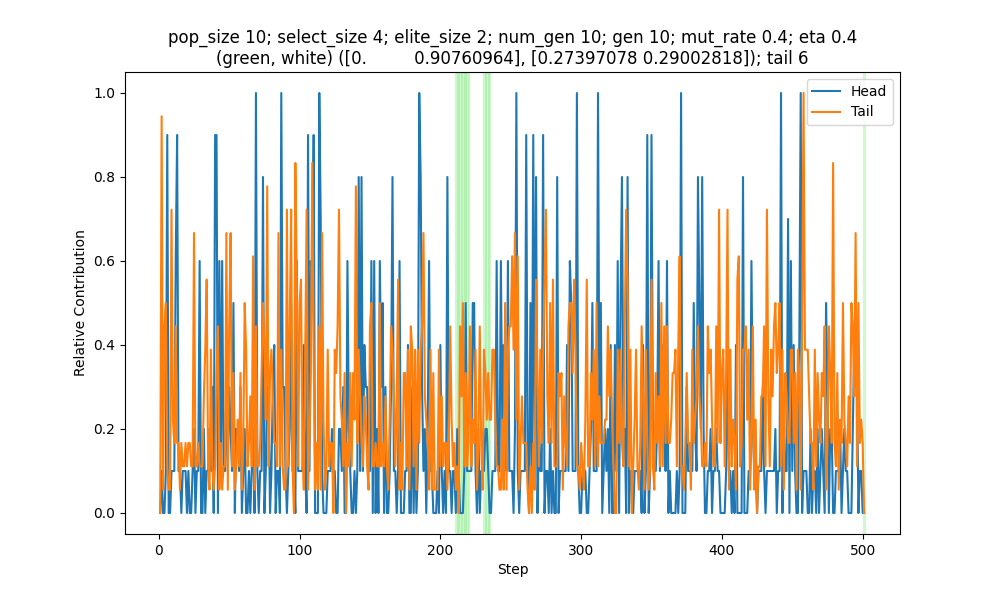 pop_size 10; select_size 4; elite_size 2; num_gen 10; gen 10; mut_rate 0.4; eta 0.4
(green, white) ([0. 0.90760964], [0.27397078 0.29002818]); tail 6
Head
Tail
1.0
0.8
0.6
0.4
0.2
0.0
Relative Contribution
0 100 200 300 400 500
Step